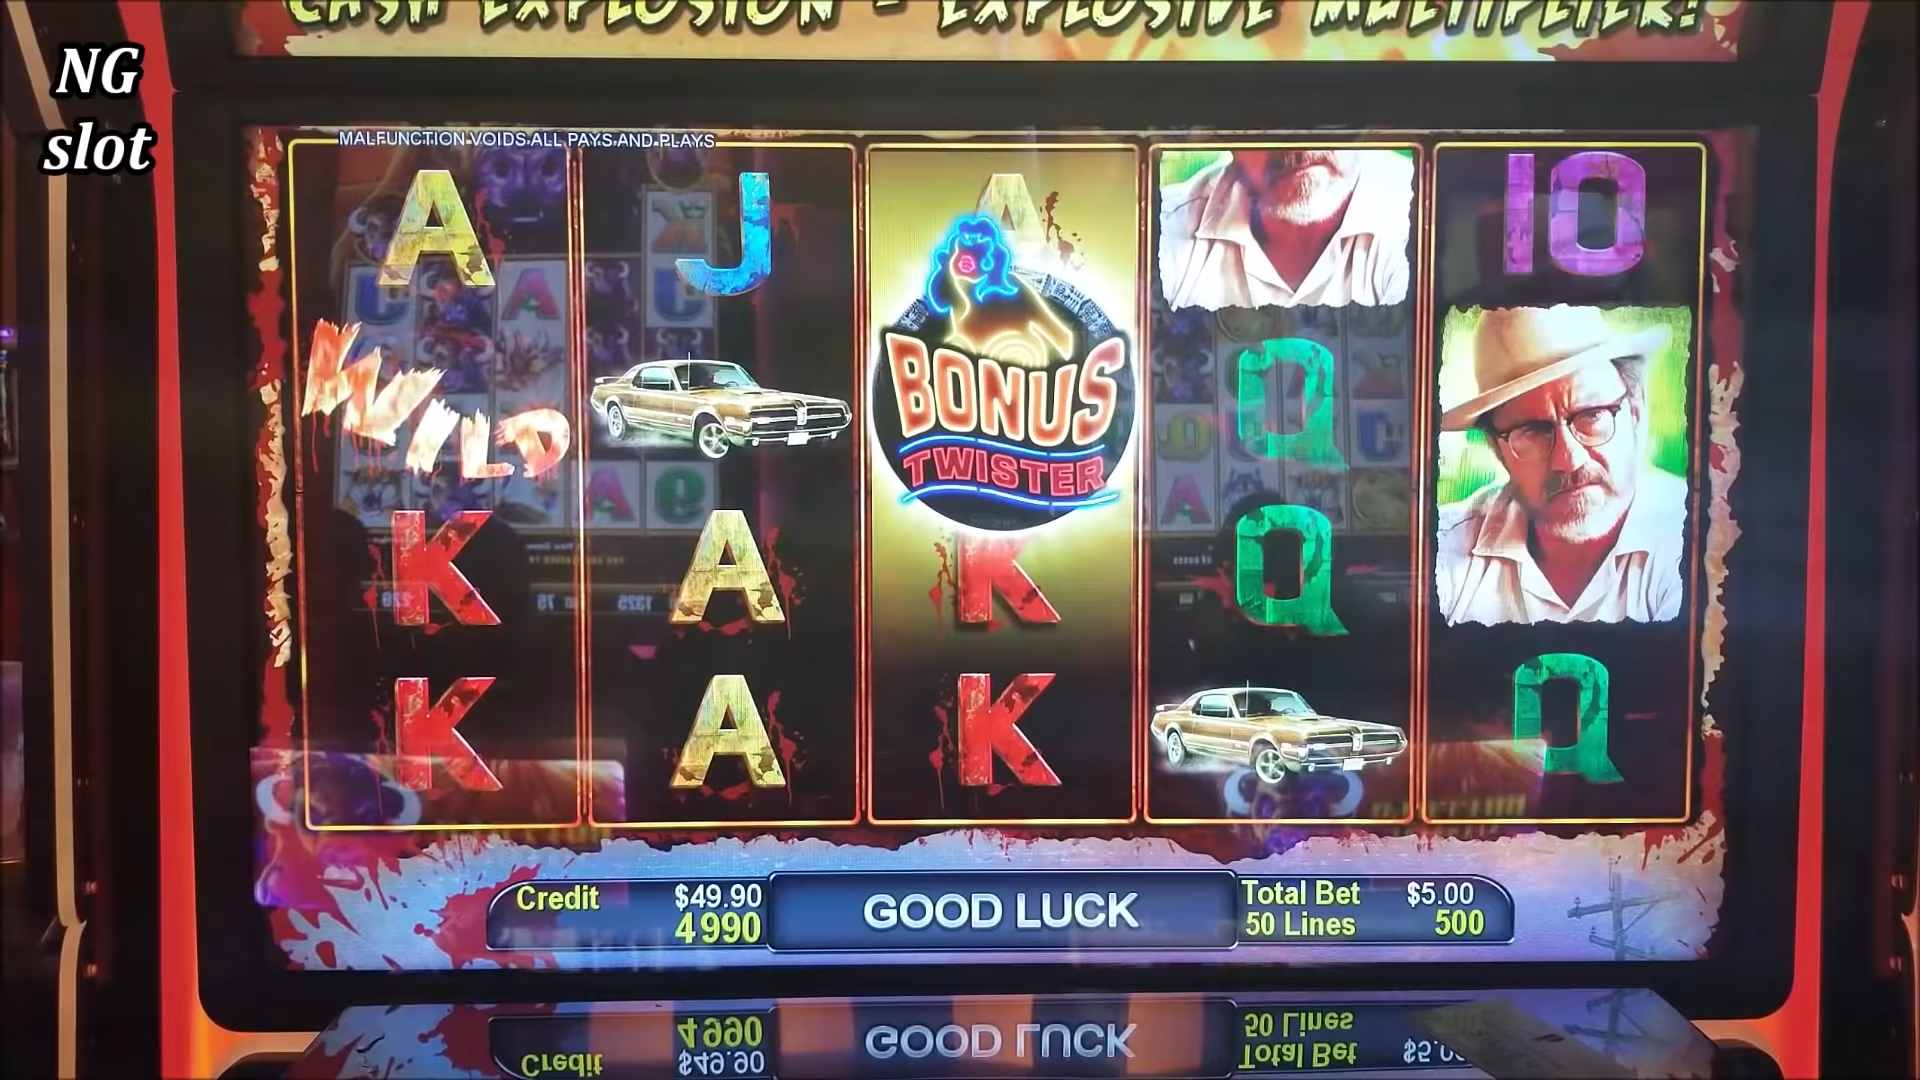 CASH EXPLOSION - EXPLOSIVE MULTIPLIER!
NG
slot
MALFUNCTION VOIDS ALL PAYS AND PLAYS
A J A 10
WILD BONUS Q
TWISTER
K A K Q
K A K Q
Credit $49.90 GOOD LUCK Total Bet $5.00
4990 50 Lines 500